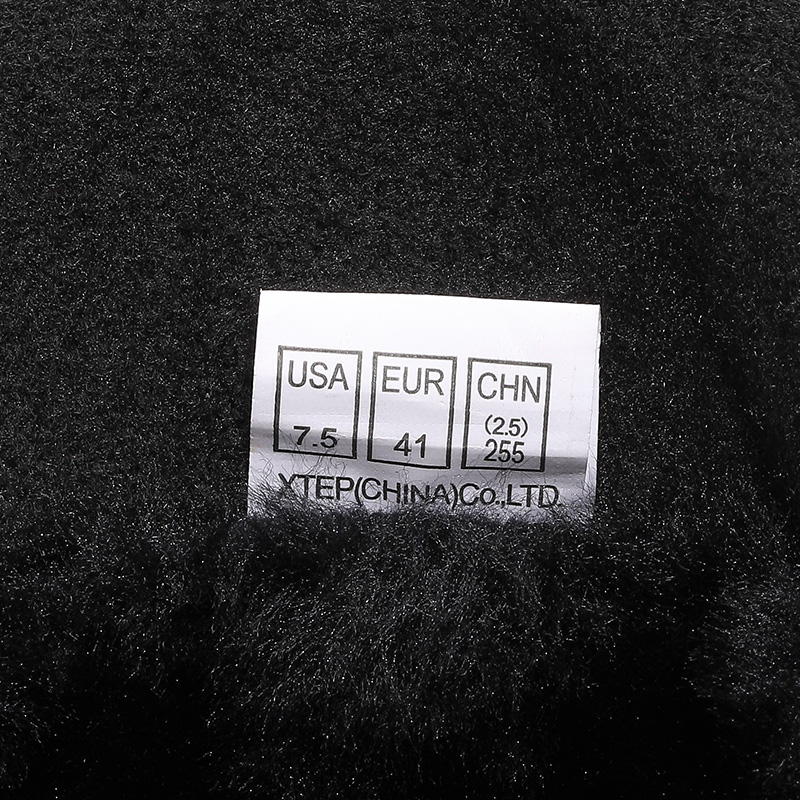 USA EUR CHN
(2.5)
7.5 41 255
XTEP(CHINA)Co.,LTD.